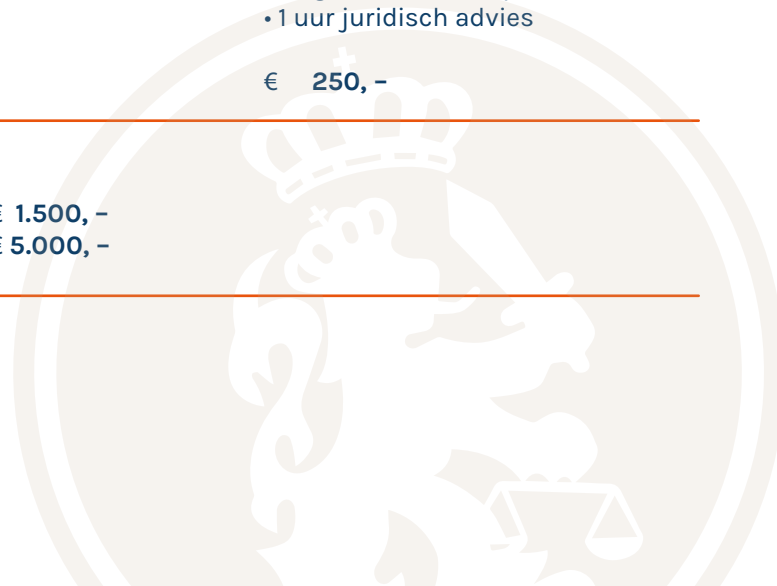 • 1 uur juridisch advies
€ 250, –
€ 1.500, –
€ 5.000, –